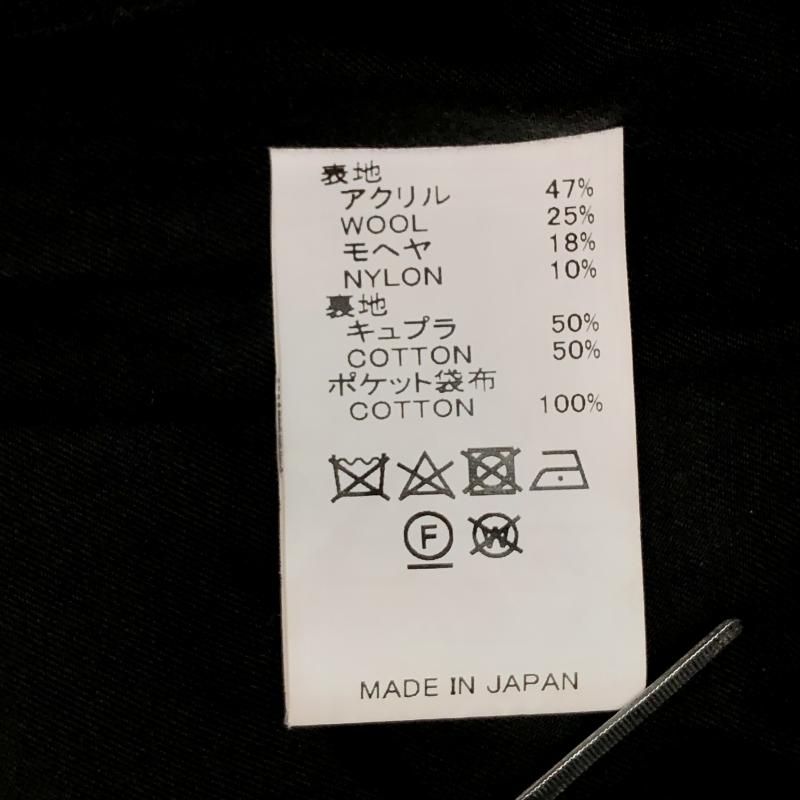 表地
アクリル 47%
WOOL 25%
モヘヤ 18%
NYLON 10%
裏地
キュプラ 50%
COTTON 50%
ポケット袋布
COTTON 100%
F W
MADE IN JAPAN